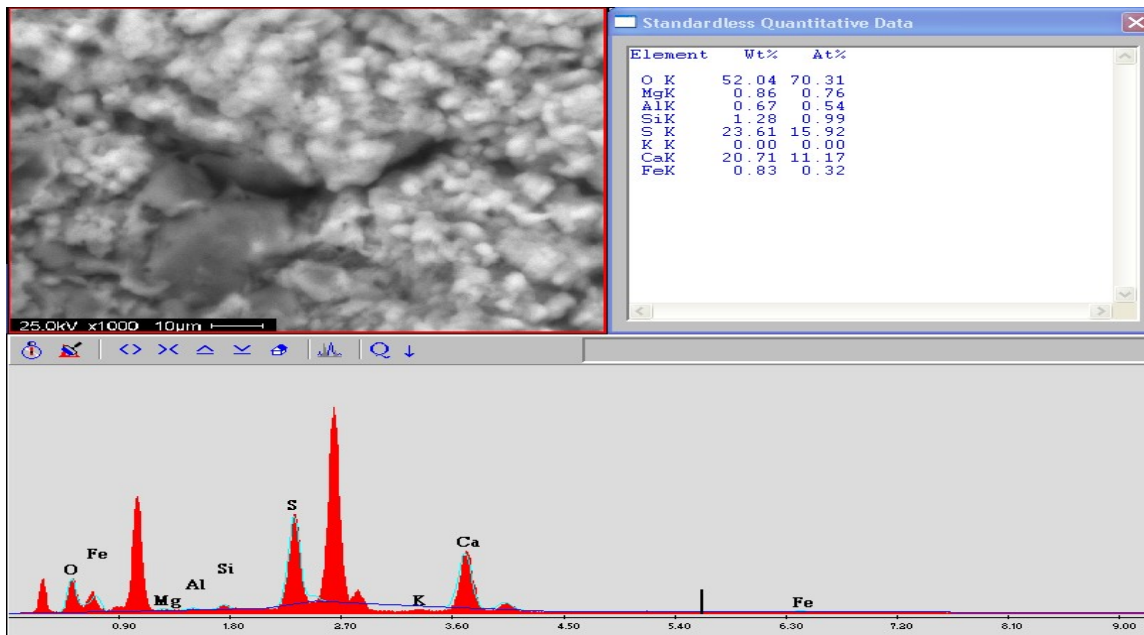 Standardless Quantitative Data
Element Wt% At%
O K 52.04 70.31
MgK 0.86 0.76
AlK 0.67 0.54
SiK 1.28 0.99
S K 23.61 15.92
K K 0.00 0.00
CaK 20.71 11.17
FeK 0.83 0.32
25.0kV x1000 10µm
Q
S
Ca
Fe
O
Si
Al
Mg
K
Fe
0.90 1.80 2.70 3.60 4.50 5.40 6.30 7.20 8.10 9.00